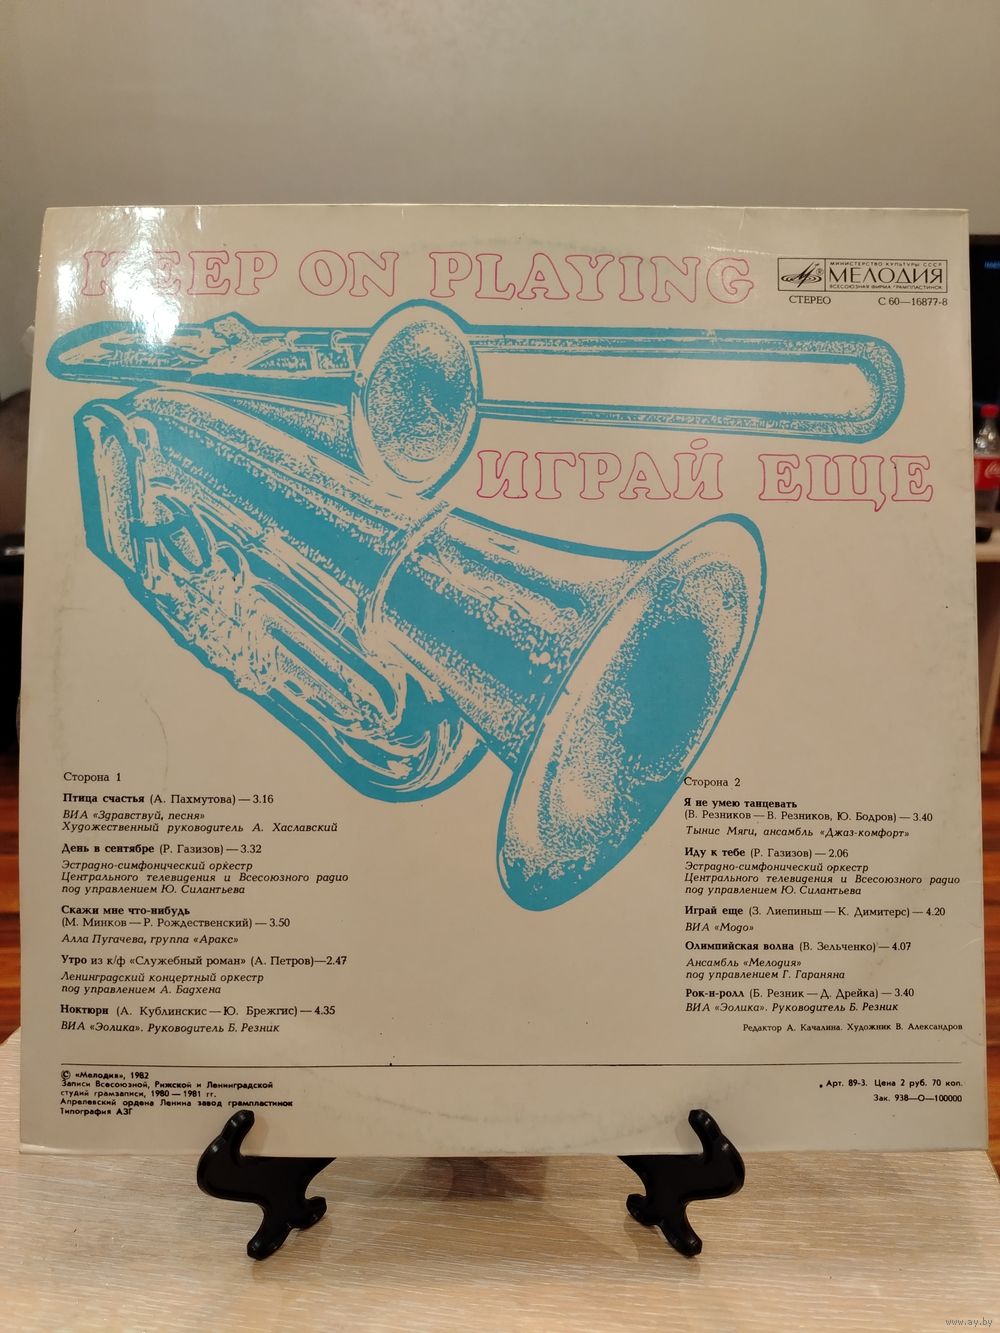 KEEP ON PLAYING
МИНИСТЕРСТВО КУЛЬТУРЫ СССР
МЕЛОДИЯ
ВСЕСОЮЗНАЯ ФИРМА ГРАМПЛАСТИНОК
СТЕРЕО
С 60—16877-8
ИГРАЙ ЕЩЕ
Сторона 1
Птица счастья (А. Пахмутова) — 3.16
ВИА «Здравствуй, песня»
Художественный руководитель А. Хаславский
День в сентябре (Р. Газизов) — 3.32
Эстрадно-симфонический оркестр
Центрального телевидения и Всесоюзного радио
под управлением Ю. Силантьева
Скажи мне что-нибудь
(М. Минков — Р. Рождественский) — 3.50
Алла Пугачева, группа «Аракс»
Утро из к/ф «Служебный роман» (А. Петров)—2.47
Ленинградский концертный оркестр
под управлением А. Бадхена
Ноктюрн (А. Кублинскис — Ю. Брежгис) — 4.35
ВИА «Эолика». Руководитель Б. Резник
Сторона 2
Я не умею танцевать
(В. Резников — В. Резников, Ю. Бодров) — 3.40
Тынис Мяги, ансамбль «Джаз-комфорт»
Иду к тебе (Р. Газизов) — 2.06
Эстрадно-симфонический оркестр
Центрального телевидения и Всесоюзного радио
под управлением Ю. Силантьева
Играй еще (З. Лиепиньш — К. Димитерс) — 4.20
ВИА «Модо»
Олимпийская волна (В. Зельченко) — 4.07
Ансамбль «Мелодия»
под управлением Г. Гараняна
Рок-н-ролл (Б. Резник — Д. Дрейка) — 3.40
ВИА «Эолика». Руководитель Б. Резник
Редактор А. Качалина. Художник В. Александров
© «Мелодия», 1982
Записи Всесоюзной, Рижской и Ленинградской
студий грамзаписи, 1980 — 1981 гг.
Апрелевский ордена Ленина завод грампластинок
Типография АЗГ
Арт. 89-3. Цена 2 руб. 70 коп.
Зак. 938—О—100000
www.ay.by